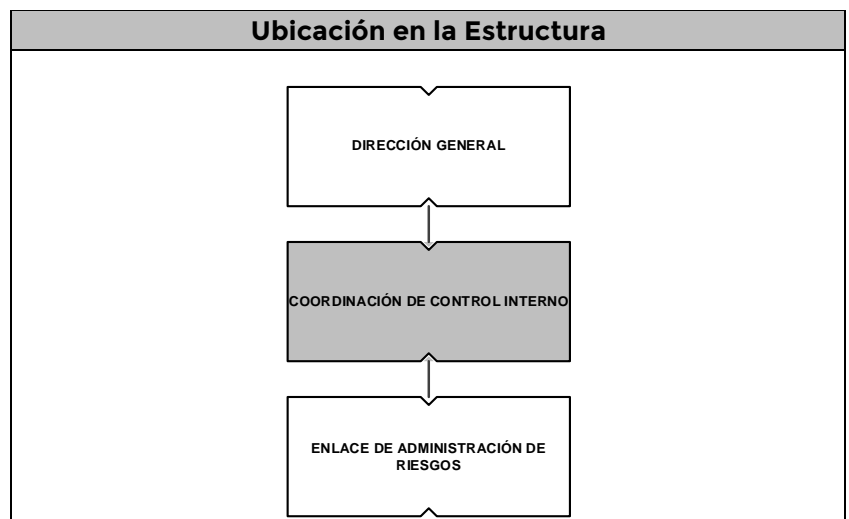 Ubicación en la Estructura
DIRECCIÓN GENERAL
COORDINACIÓN DE CONTROL INTERNO
ENLACE DE ADMINISTRACIÓN DE
RIESGOS